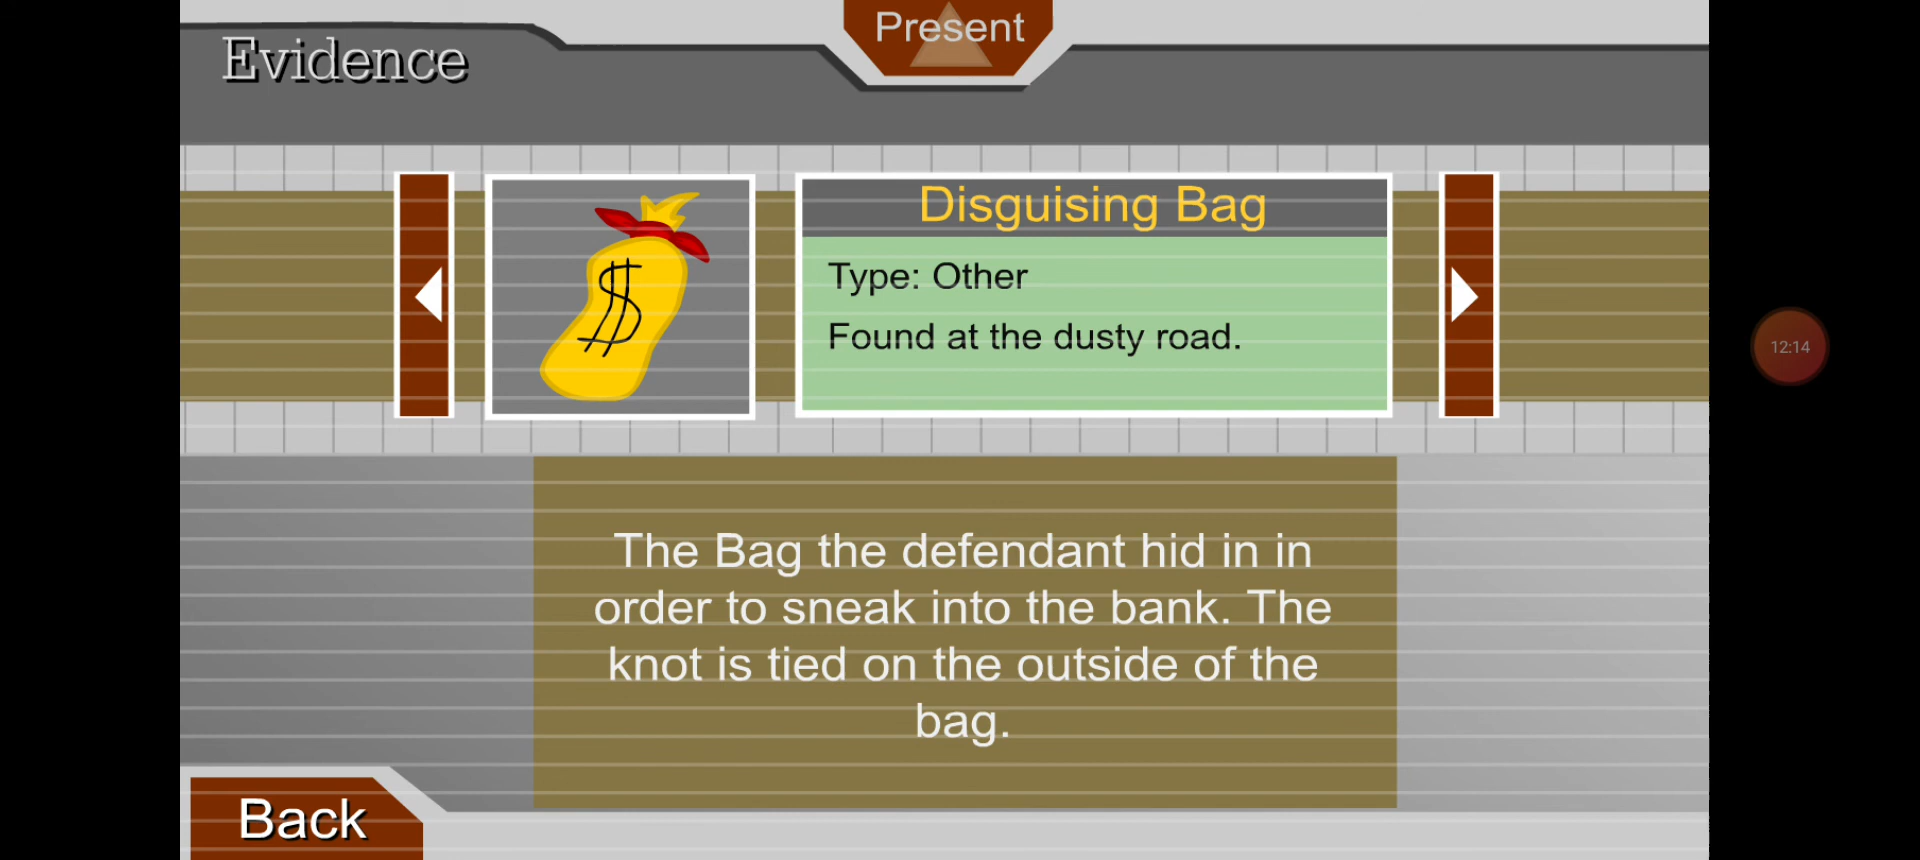 Present
Evidence
Disguising Bag
Type: Other
Found at the dusty road.
$
12:14
The Bag the defendant hid in in
order to sneak into the bank. The
knot is tied on the outside of the
bag.
Back